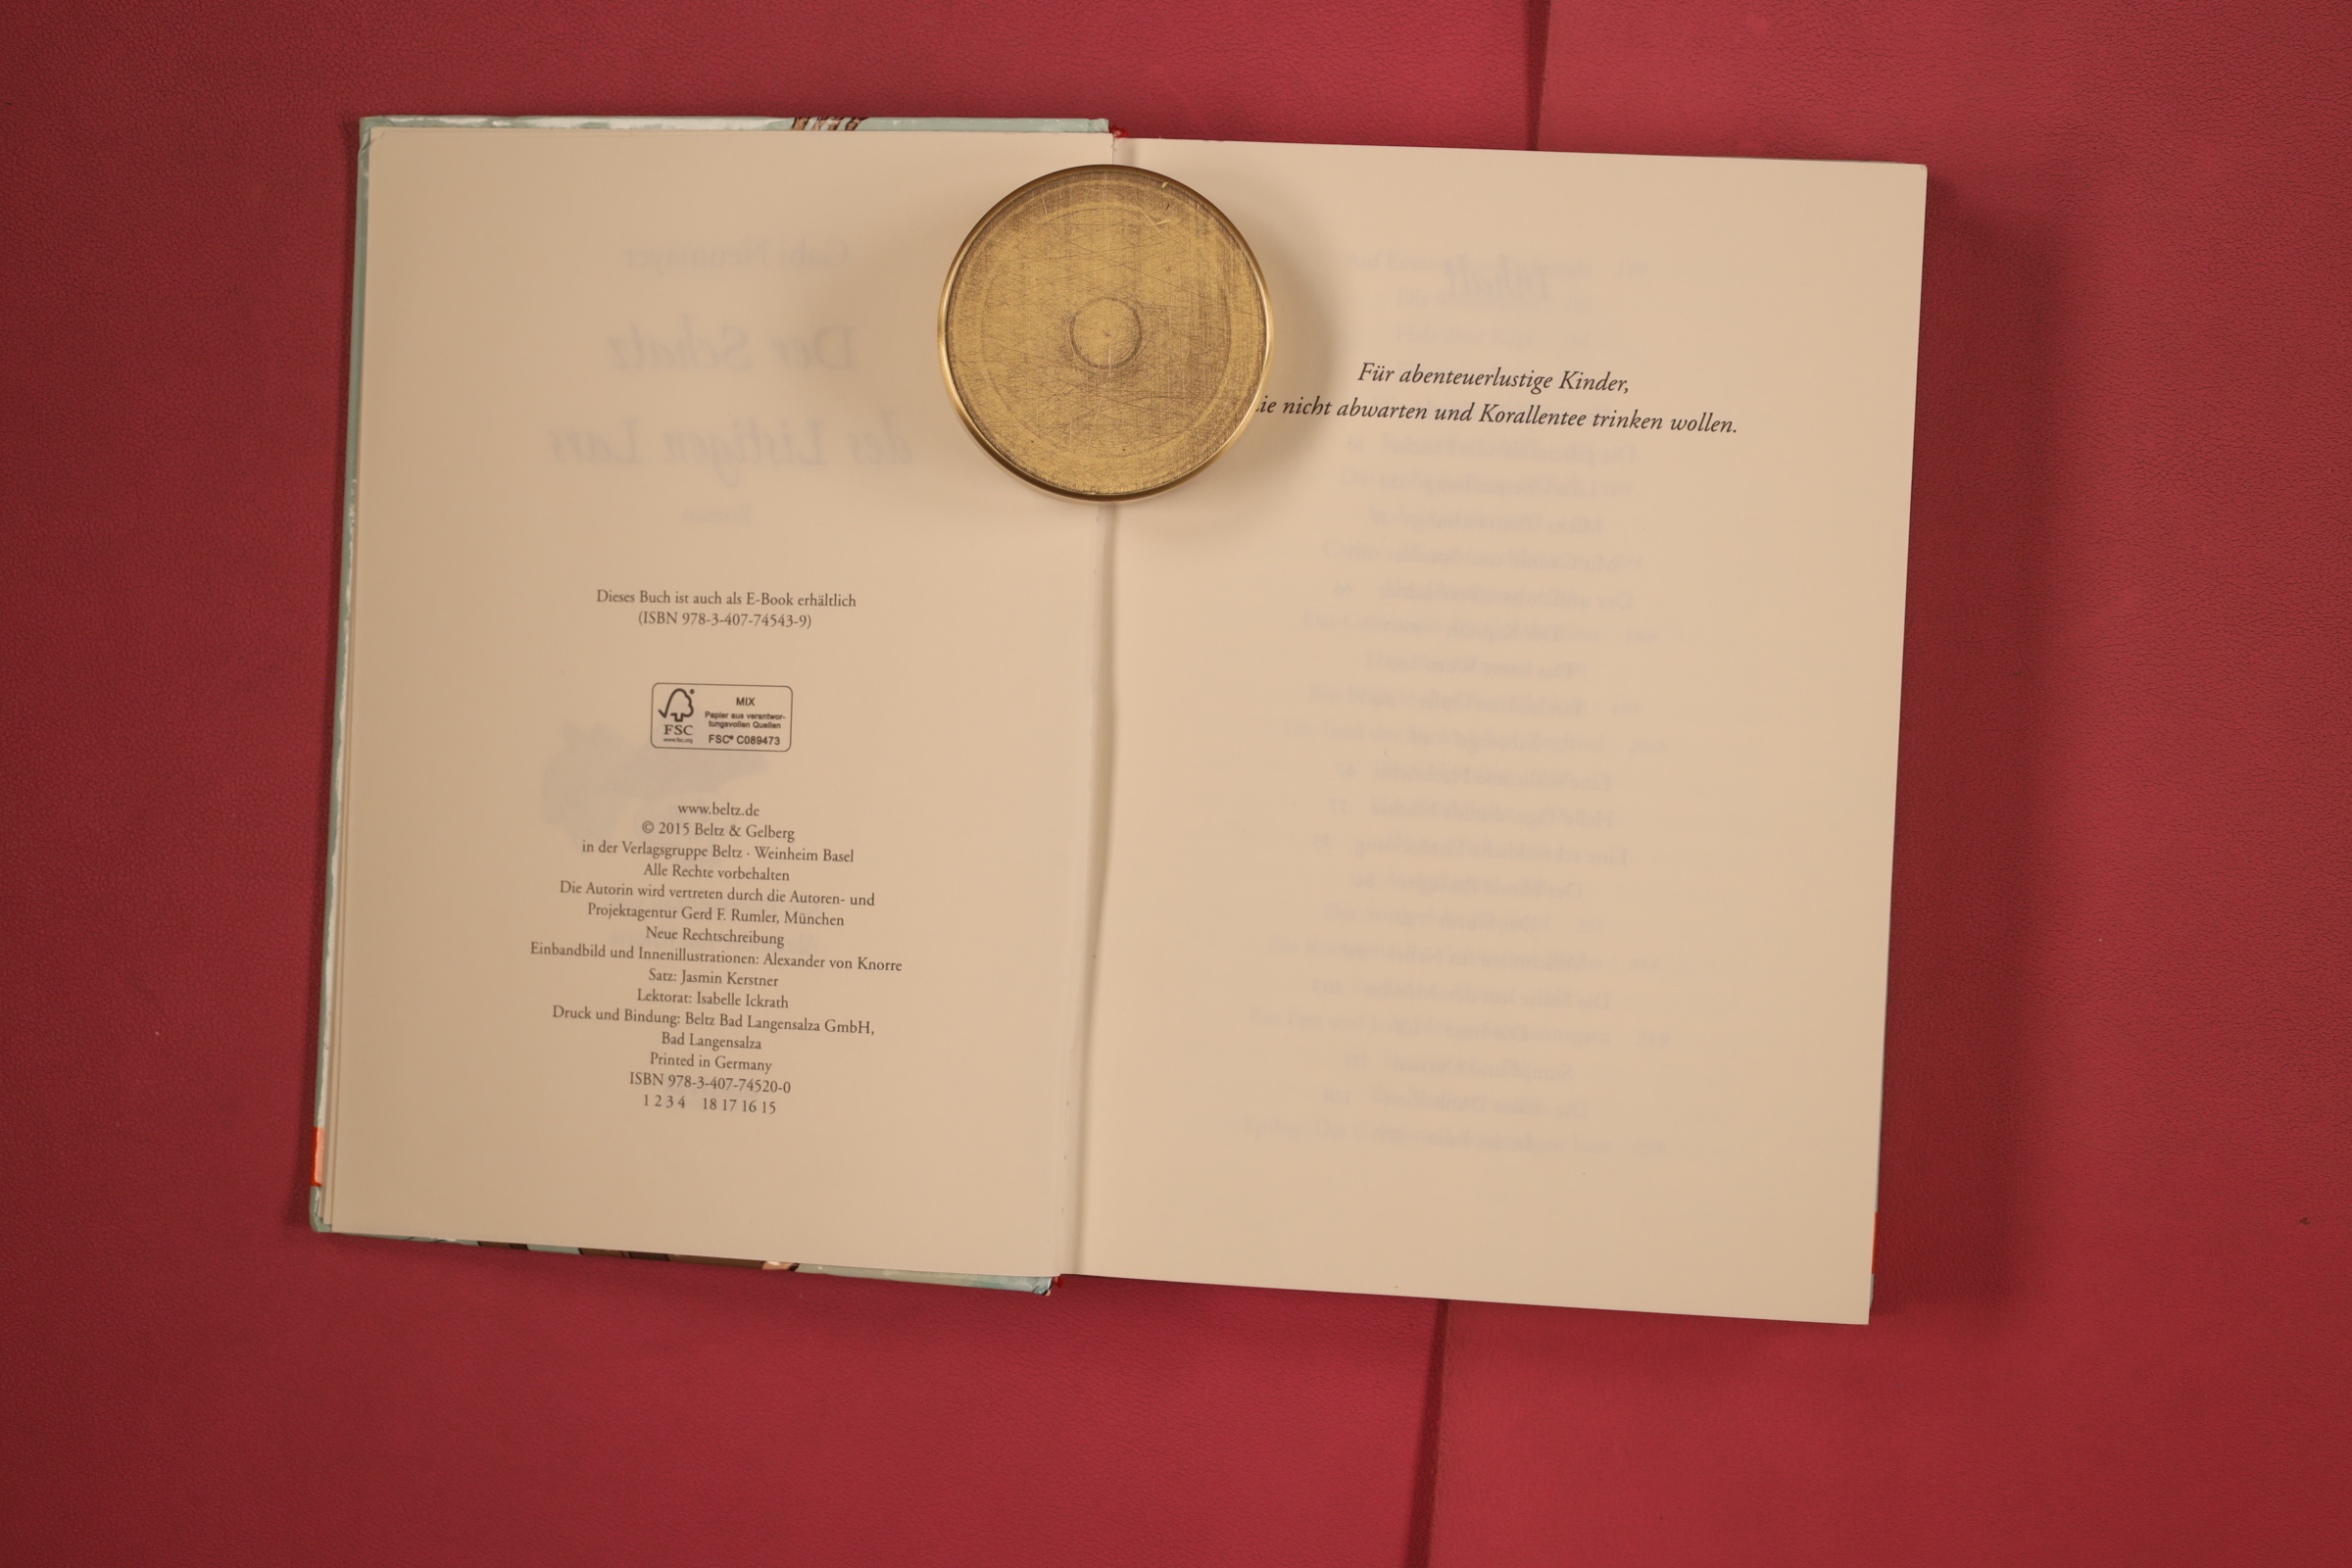 Dieses Buch ist auch als E-Book erhältlich
(ISBN 978-3-407-74543-9)
MIX
Papier aus verantwor-
tungsvollen Quellen
FSC® C089473
FSC
www.fsc.org
www.beltz.de
© 2015 Beltz & Gelberg
in der Verlagsgruppe Beltz · Weinheim Basel
Alle Rechte vorbehalten
Die Autorin wird vertreten durch die Autoren- und
Projektagentur Gerd F. Rumler, München
Neue Rechtschreibung
Einbandbild und Innenillustrationen: Alexander von Knorre
Satz: Jasmin Kerstner
Lektorat: Isabelle Ickrath
Druck und Bindung: Beltz Bad Langensalza GmbH,
Bad Langensalza
Printed in Germany
ISBN 978-3-407-74520-0
1 2 3 4 18 17 16 15
Für abenteuerlustige Kinder,
ie nicht abwarten und Korallentee trinken wollen.